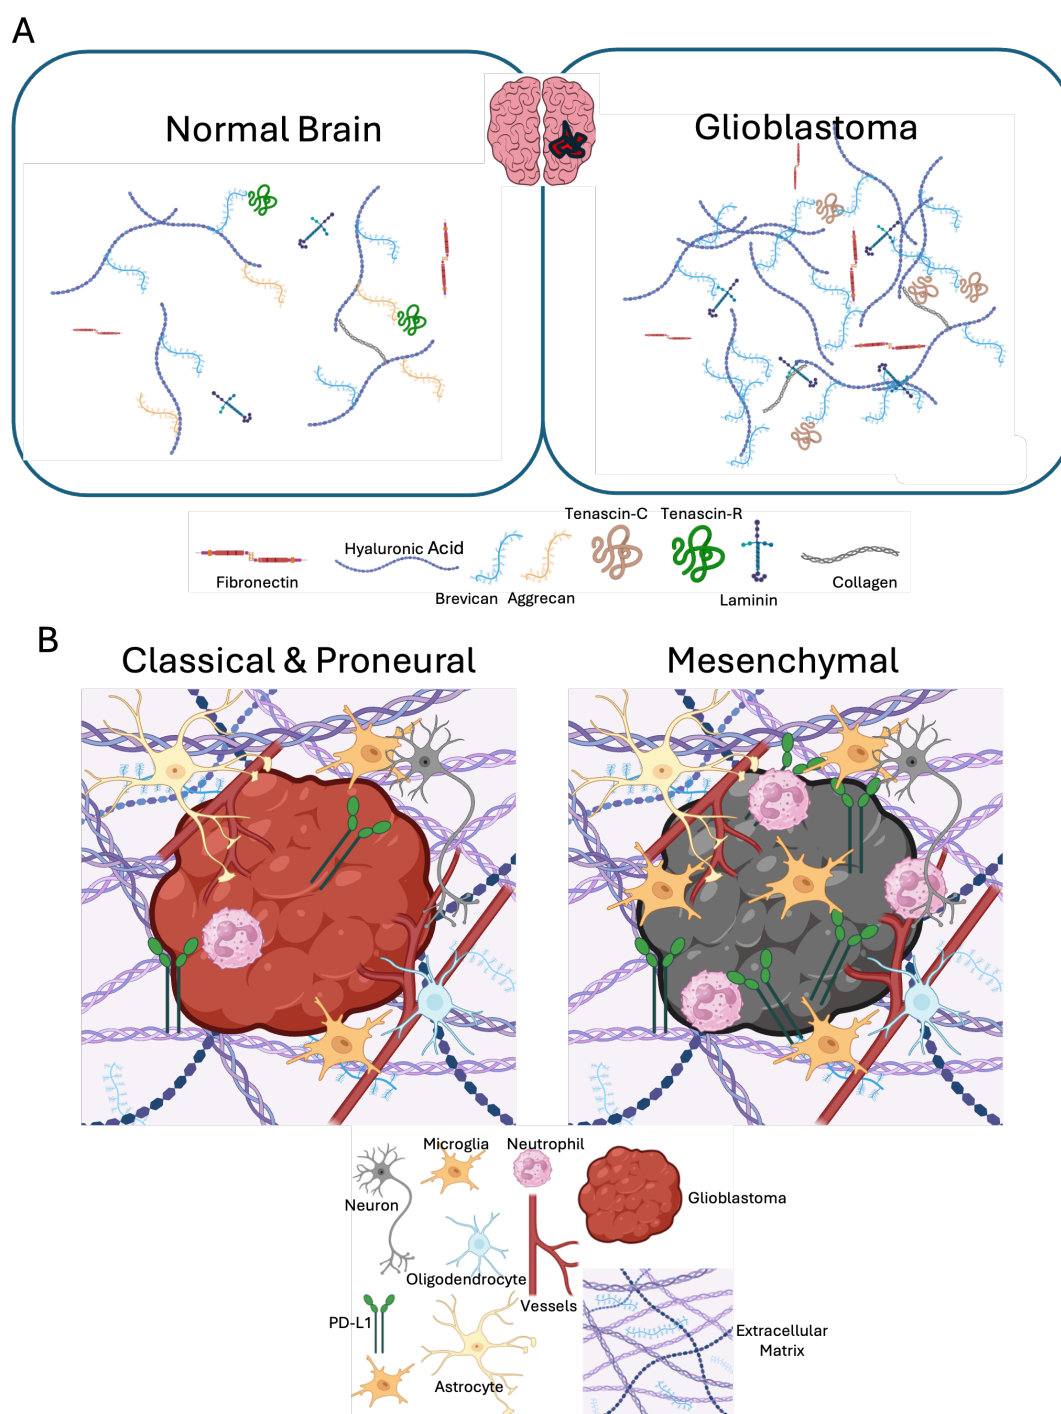 A
Normal Brain
Glioblastoma
Tenascin-C
Tenascin-R
Hyaluronic Acid
Fibronectin
Collagen
Brevican
Aggrecan
Laminin
B
Classical & Proneural
Mesenchymal
Microglia
Neutrophil
Neuron
Glioblastoma
Oligodendrocyte
Vessels
PD-L1
Extracellular
Matrix
Astrocyte